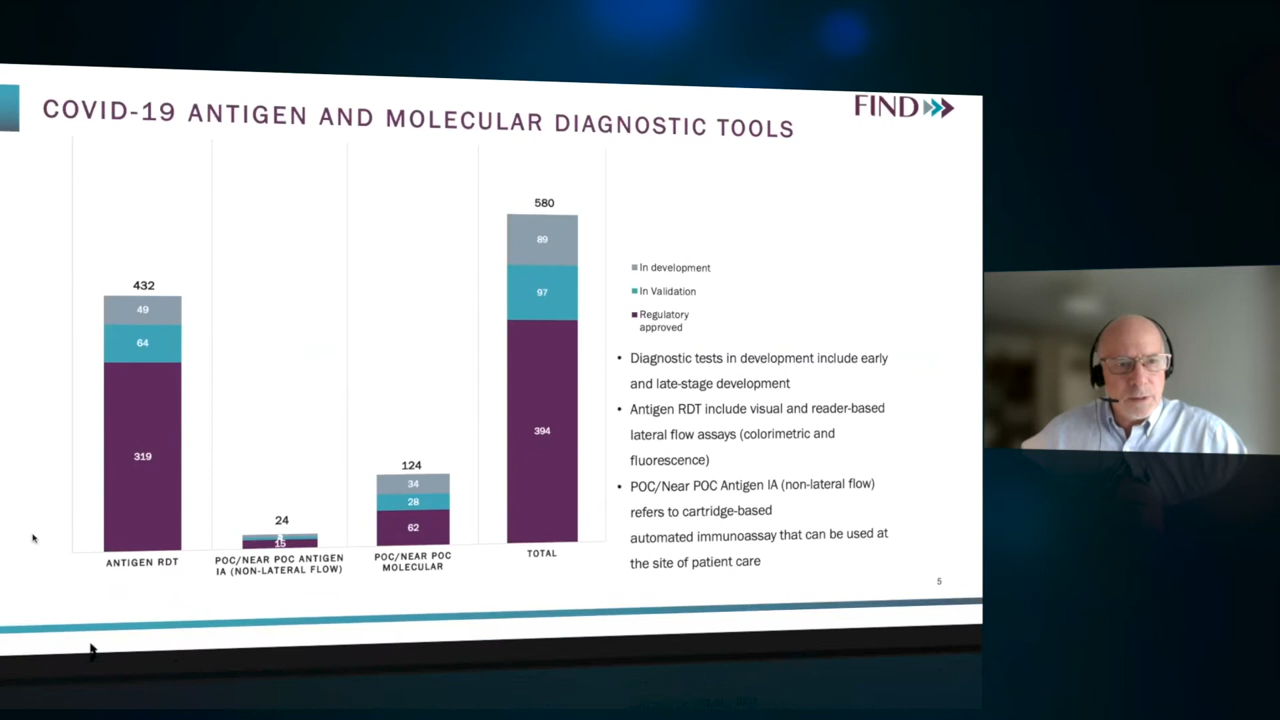 COVID-19 ANTIGEN AND MOLECULAR DIAGNOSTIC TOOLS
FIND
432
49
64
319
24
15
124
34
28
62
580
89
97
394
ANTIGEN RDT
POC/NEAR POC ANTIGEN
IA (NON-LATERAL FLOW)
POC/NEAR POC
MOLECULAR
TOTAL
In development
In Validation
Regulatory
approved
• Diagnostic tests in development include early
and late-stage development
• Antigen RDT include visual and reader-based
lateral flow assays (colorimetric and
fluorescence)
• POC/Near POC Antigen IA (non-lateral flow)
refers to cartridge-based
automated immunoassay that can be used at
the site of patient care
5